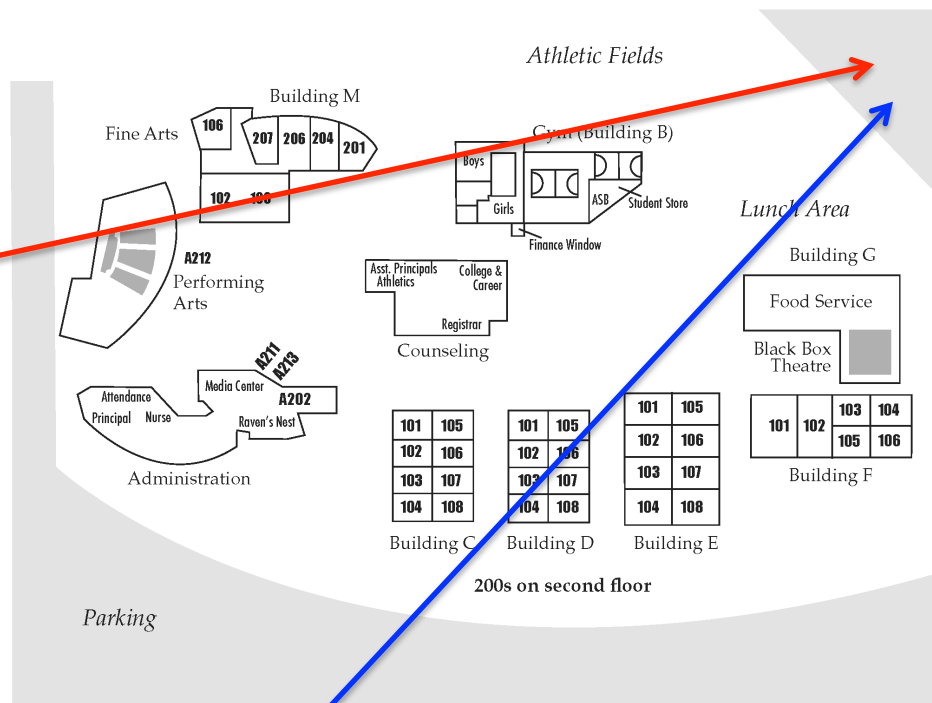 Athletic Fields
Building M
Fine Arts
106
207
206
204
201
Gym (Building B)
Boys
Girls
ASB
Student Store
Finance Window
102
Lunch Area
A212
Performing
Arts
Building G
Food Service
Black Box
Theatre
Asst. Principals
Athletics
College &
Career
Registrar
Counseling
A211
A213
Media Center
A202
Raven's Nest
Attendance
Principal
Nurse
Administration
101 105
102 106
103 107
104 108
Building C
101 105
102 106
103 107
104 108
Building D
101 105
102 106
103 107
104 108
Building E
101 102
103 104
105 106
Building F
200s on second floor
Parking